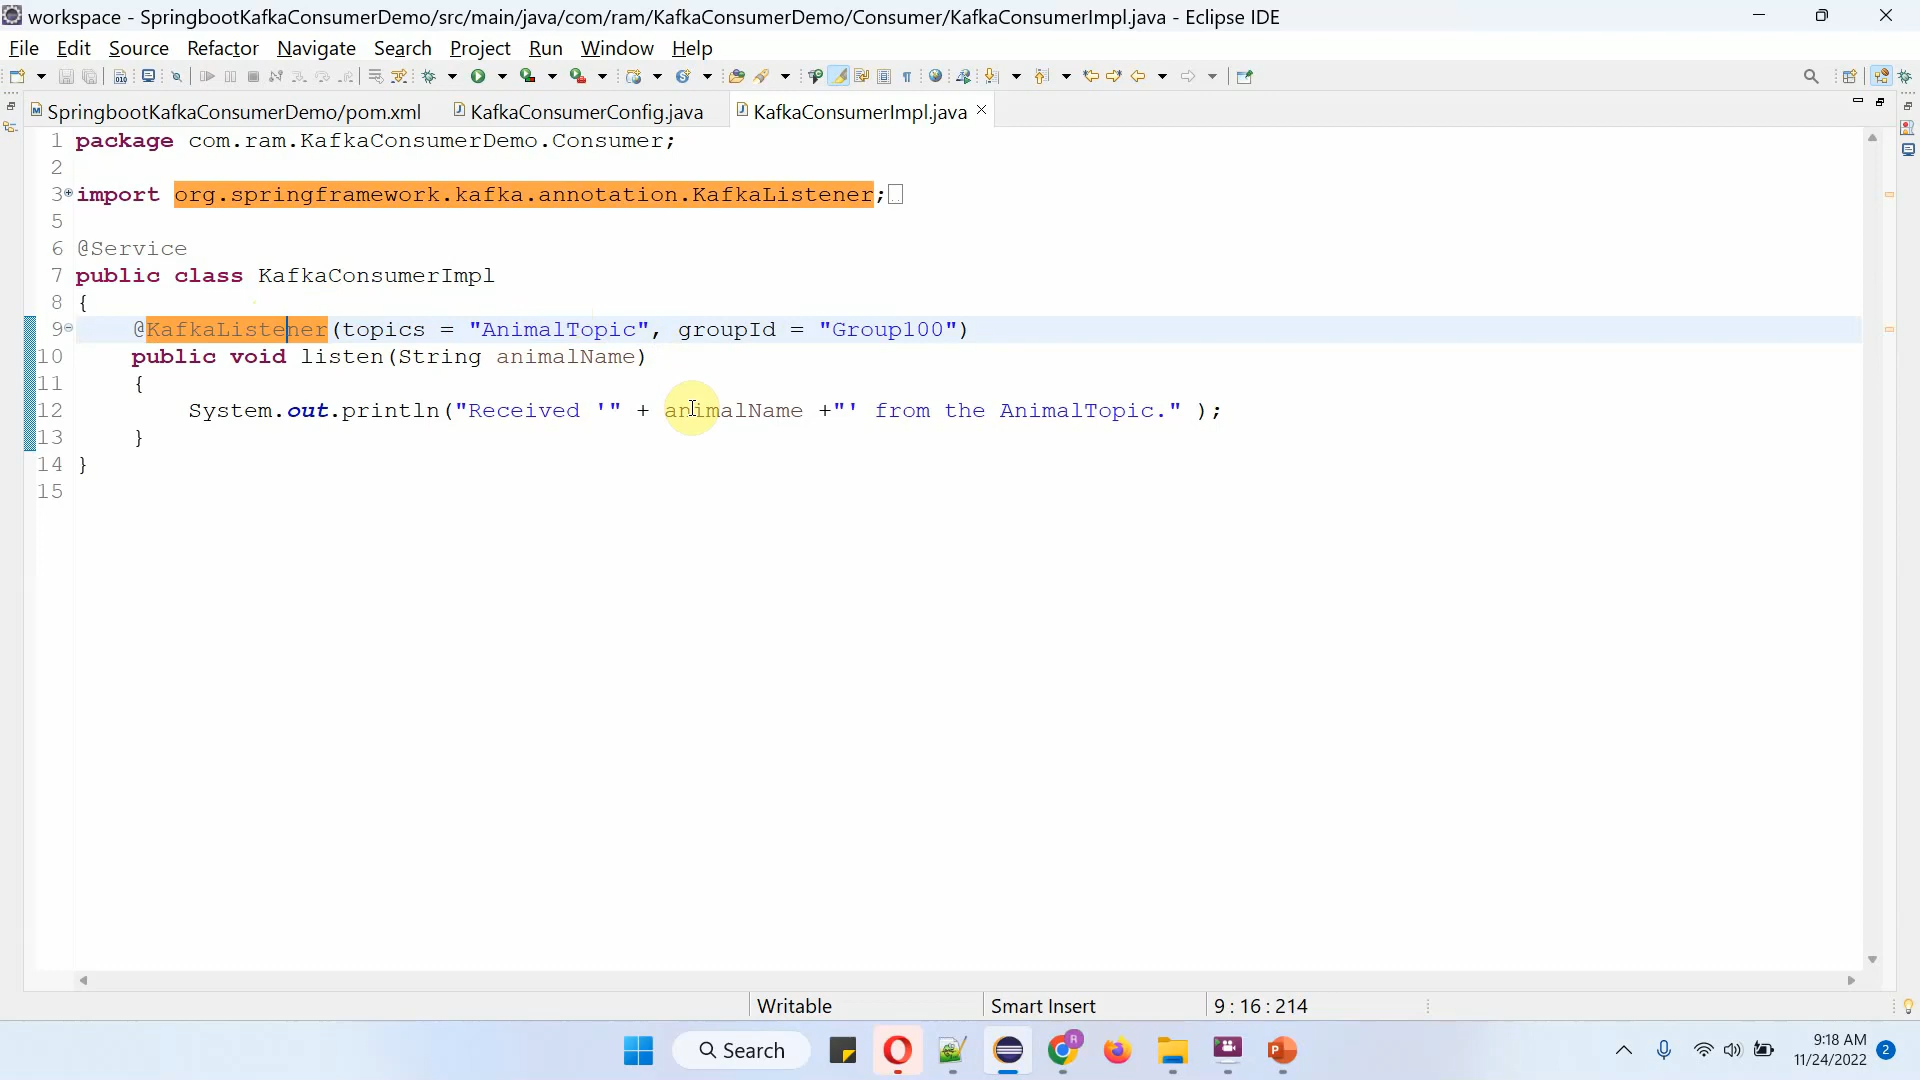 workspace - SpringbootKafkaConsumerDemo/src/main/java/com/ram/KafkaConsumerDemo/Consumer/KafkaConsumerImpl.java - Eclipse IDE
File Edit Source Refactor Navigate Search Project Run Window Help
SpringbootKafkaConsumerDemo/pom.xml KafkaConsumerConfig.java KafkaConsumerImpl.java
1 package com.ram.KafkaConsumerDemo.Consumer;
2
3 import org.springframework.kafka.annotation.KafkaListener;
5
6 @Service
7 public class KafkaConsumerImpl
8 {
9 @KafkaListener(topics = "AnimalTopic", groupId = "Group100")
10 public void listen(String animalName)
11 {
12 System.out.println("Received '" + animalName +"' from the AnimalTopic." );
13 }
14 }
15
Writable Smart Insert 9 : 16 : 214
Search
9:18 AM
11/24/2022 2